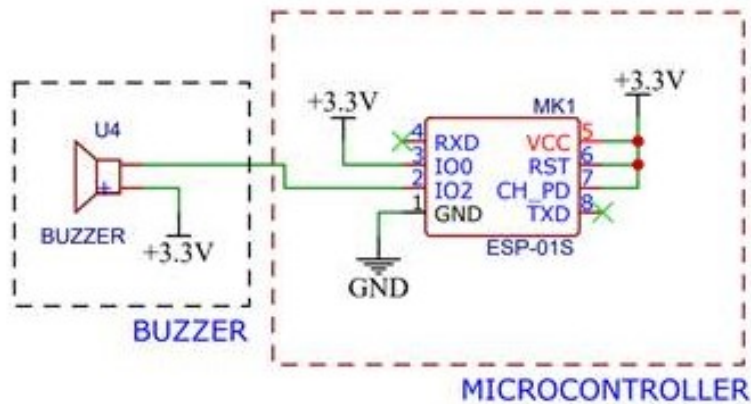 U4
+
BUZZER
+3.3V
BUZZER
+3.3V
+3.3V
MK1
4 RXD
3 IO0
2 IO2
1 GND
VCC 5
RST 6
CH_PD 7
TXD 8
ESP-01S
GND
MICROCONTROLLER